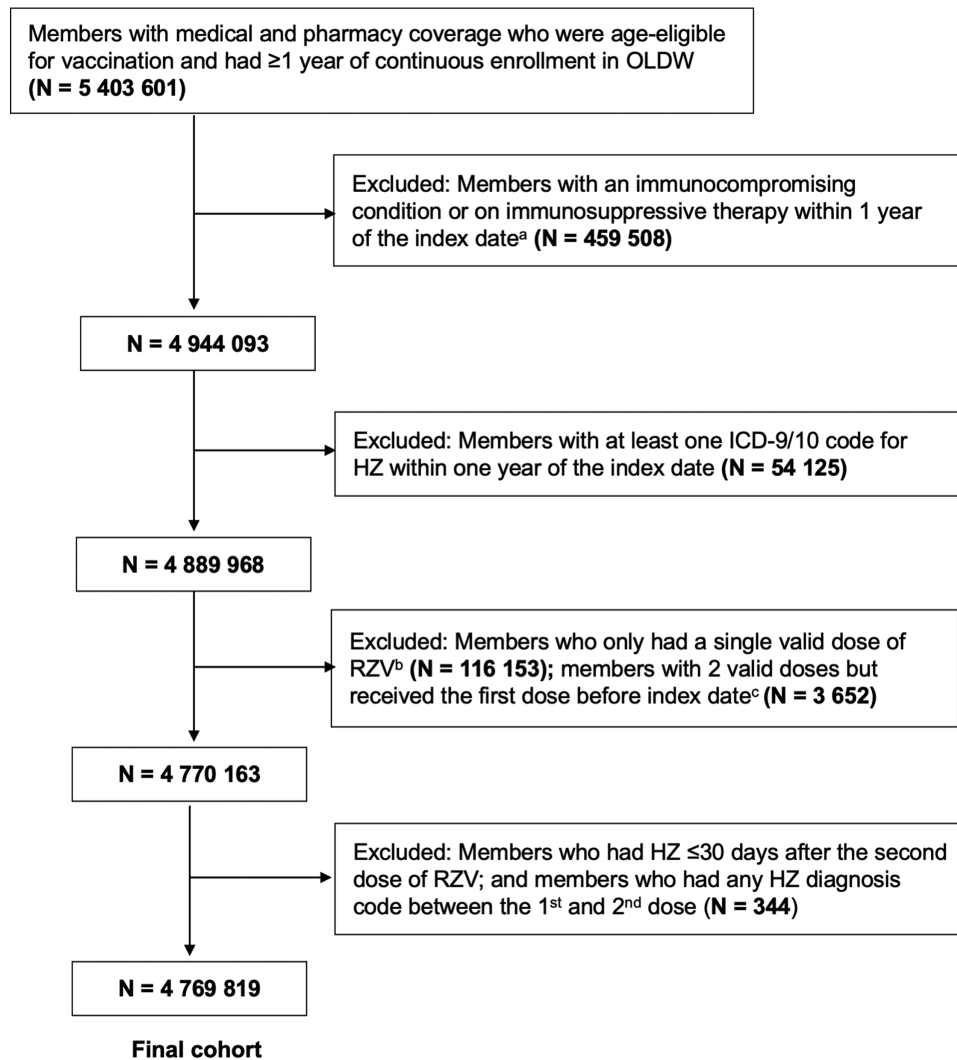 Members with medical and pharmacy coverage who were age-eligible
for vaccination and had ≥1 year of continuous enrollment in OLDW
(N = 5 403 601)
Excluded: Members with an immunocompromising
condition or on immunosuppressive therapy within 1 year
of the index dateᵃ (N = 459 508)
N = 4 944 093
Excluded: Members with at least one ICD-9/10 code for
HZ within one year of the index date (N = 54 125)
N = 4 889 968
Excluded: Members who only had a single valid dose of
RZVᵇ (N = 116 153); members with 2 valid doses but
received the first dose before index dateᶜ (N = 3 652)
N = 4 770 163
Excluded: Members who had HZ ≤30 days after the second
dose of RZV; and members who had any HZ diagnosis
code between the 1ˢᵗ and 2ⁿᵈ dose (N = 344)
N = 4 769 819
Final cohort